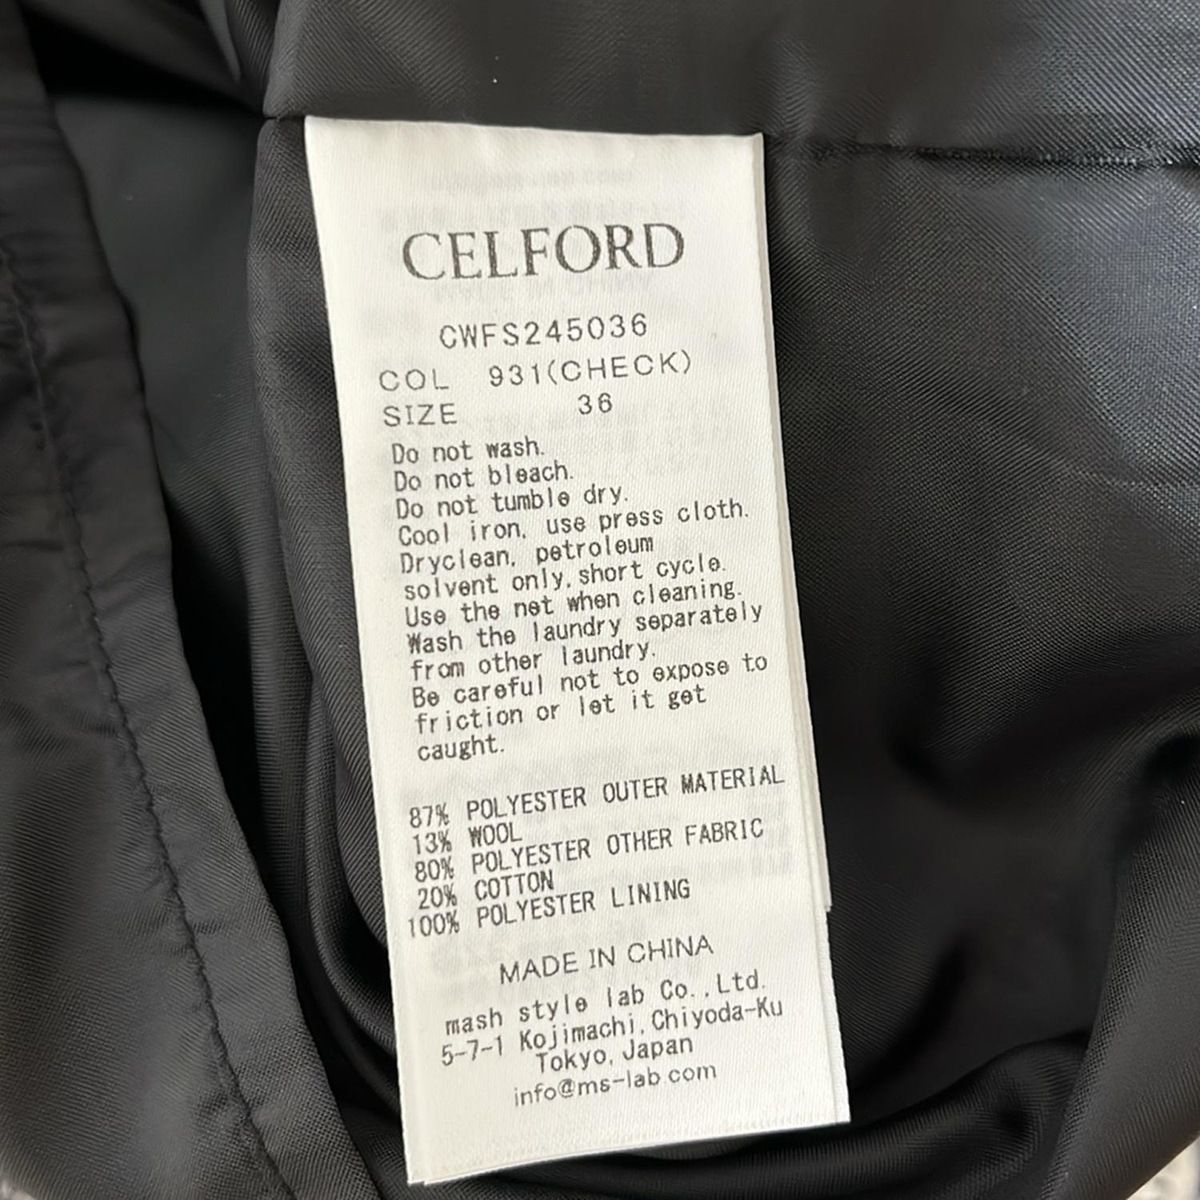 CELFORD
CWFS245036
COL 931(CHECK)
SIZE 36
Do not wash.
Do not bleach.
Do not tumble dry.
Cool iron, use press cloth.
Dryclean, petroleum
solvent only, short cycle.
Use the net when cleaning.
Wash the laundry separately
from other laundry.
Be careful not to expose to
friction or let it get
caught.
87% POLYESTER OUTER MATERIAL
13% WOOL
80% POLYESTER OTHER FABRIC
20% COTTON
100% POLYESTER LINING
MADE IN CHINA
mash style lab Co.,Ltd.
5-7-1 Kojimachi, Chiyoda-Ku
Tokyo, Japan
info@ms-lab.com